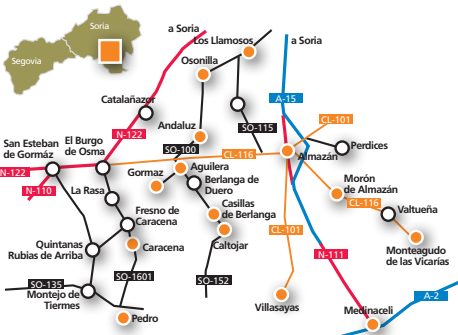 Soria
Segovia
a Soria
Los Llamosos
a Soria
Osonilla
Catalañazor
A-15
CL-101
Andaluz
SO-115
N-122
San Esteban
de Gormáz
El Burgo
de Osma
SO-100
CL-116
Almazán
Perdices
N-122
Aguilera
Gormaz
Berlanga de
Duero
N-110
La Rasa
Morón
de Almazán
CL-116
Valtueña
Casillas
de Berlanga
Fresno de
Caracena
Caracena
Caltojar
CL-101
Quintanas
Rubias de Arriba
Monteagudo
de las Vicarías
N-111
SO-135
SO-1601
SO-152
Montejo de
Tiermes
Villasayas
A-2
Medinaceli
Pedro